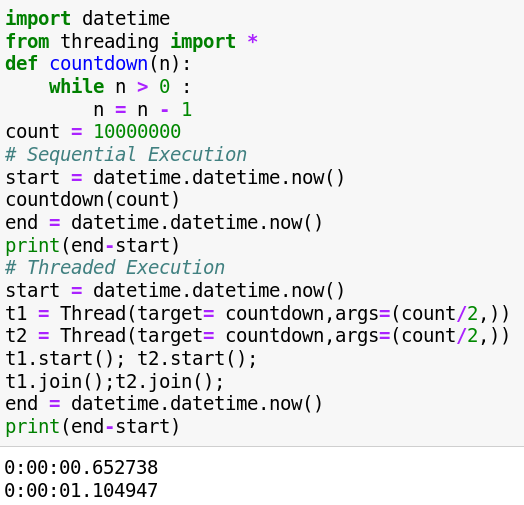 import datetime
from threading import *
def countdown(n):
    while n > 0 :
        n = n - 1
count = 10000000
# Sequential Execution
start = datetime.datetime.now()
countdown(count)
end = datetime.datetime.now()
print(end-start)
# Threaded Execution
start = datetime.datetime.now()
t1 = Thread(target= countdown,args=(count/2,))
t2 = Thread(target= countdown,args=(count/2,))
t1.start(); t2.start();
t1.join();t2.join();
end = datetime.datetime.now()
print(end-start)
0:00:00.652738
0:00:01.104947